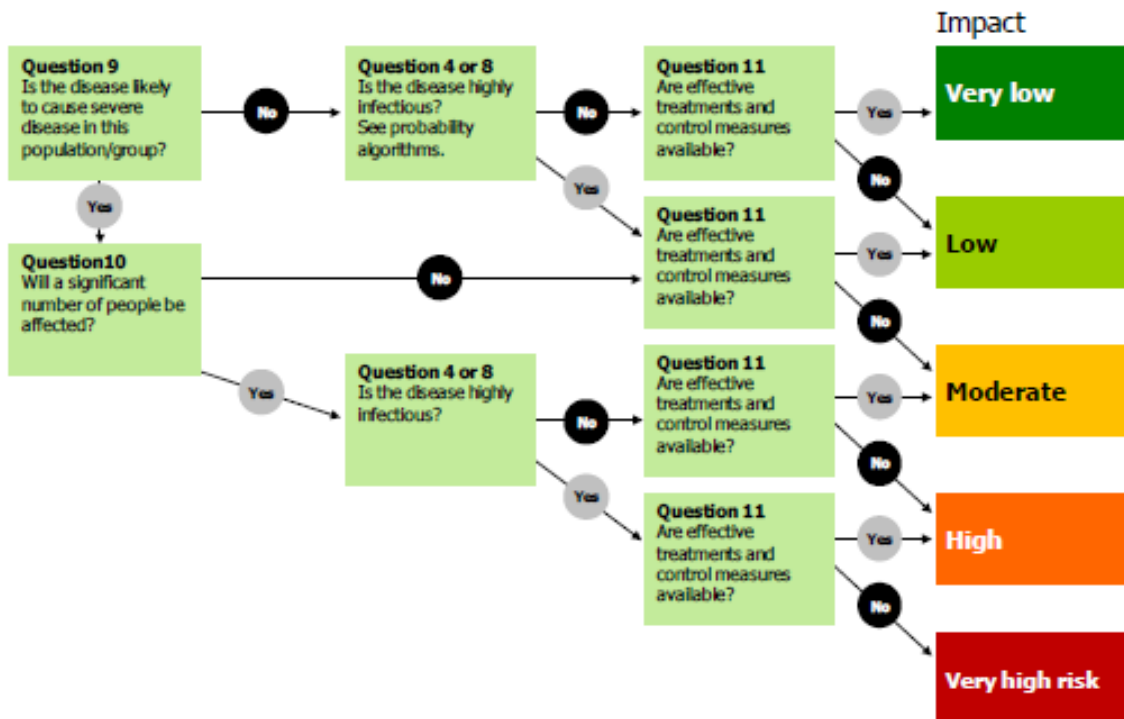 Impact
Question 9
Is the disease likely
to cause severe
disease in this
population/group?
No
Question 4 or 8
Is the disease highly
infectious?
See probability
algorithms.
No
Question 11
Are effective
treatments and
control measures
available?
Yes
Very low
Yes
Yes
No
Question10
Will a significant
number of people be
affected?
No
Question 11
Are effective
treatments and
control measures
available?
Yes
Low
No
Yes
Question 4 or 8
Is the disease highly
infectious?
No
Question 11
Are effective
treatments and
control measures
available?
Yes
Moderate
No
Yes
Question 11
Are effective
treatments and
control measures
available?
Yes
High
No
Very high risk